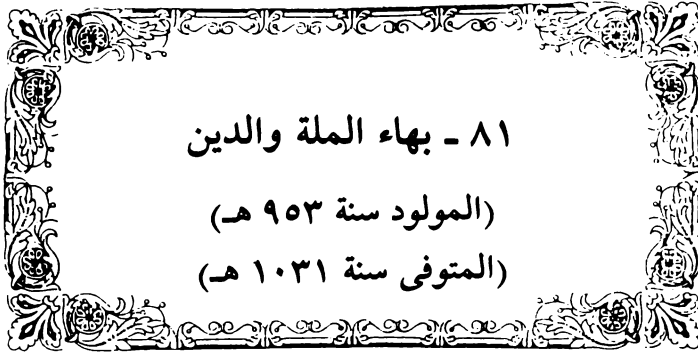 ٨١ ـ بهاء الملة والدين
(المولود سنة ٩٥٣ هـ)
(المتوفى سنة ١٠٣١ هـ)